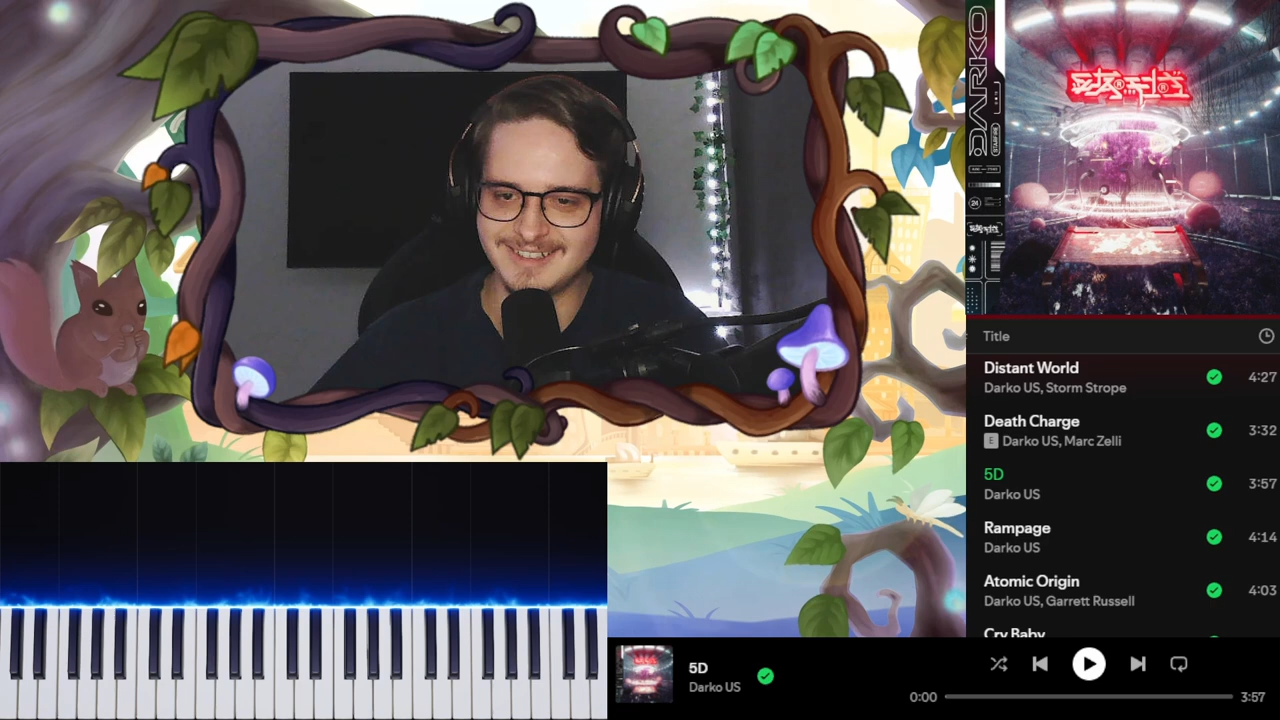 DARKO
Title
Distant World
4:27
Darko US, Storm Strope
Death Charge
3:32
E Darko US, Marc Zelli
5D
3:57
Darko US
Rampage
4:14
Darko US
Atomic Origin
4:03
Darko US, Garrett Russell
Cry Baby
5D
Darko US
0:00
3:57